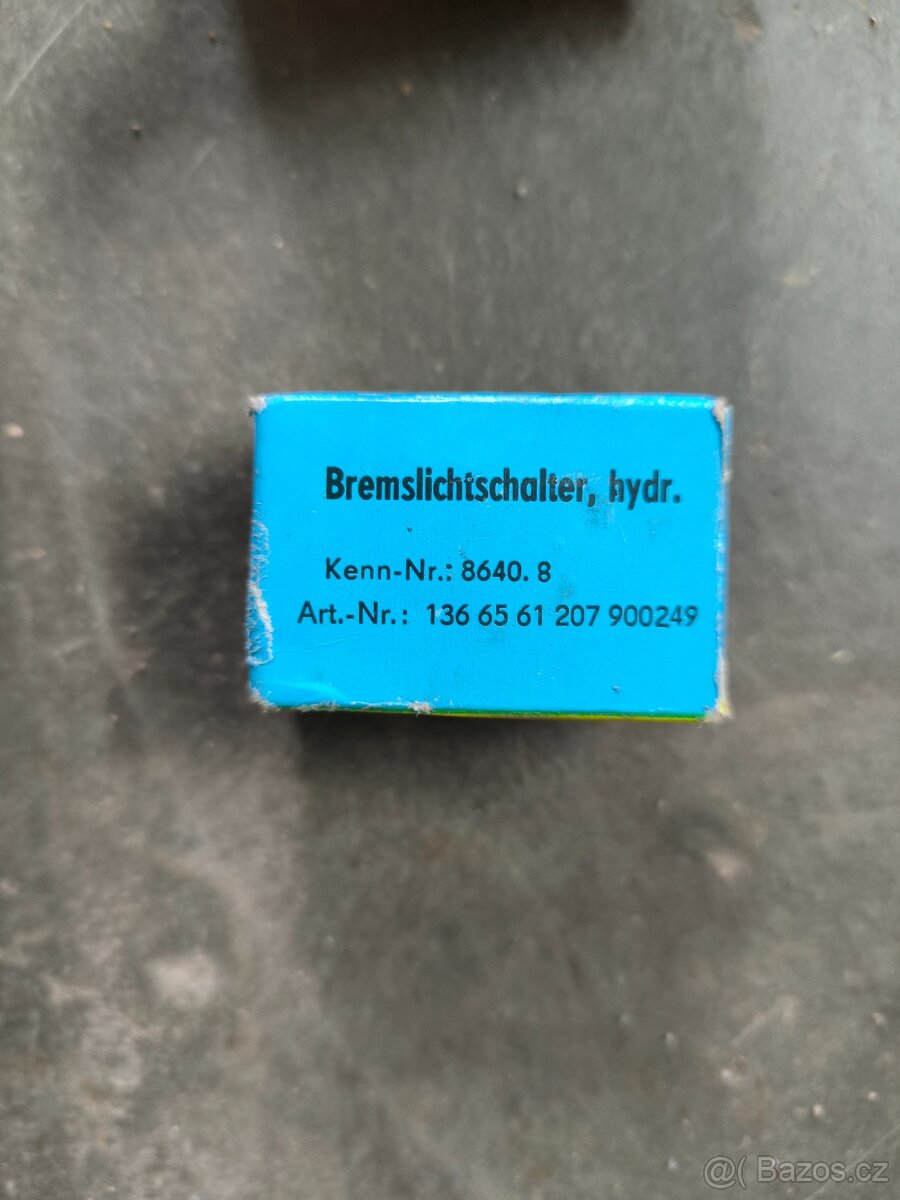 Bremslichtschalter, hydr.
Kenn-Nr.: 8640. 8
Art.-Nr.: 136 65 61 207 900249
@( Bazos.cz